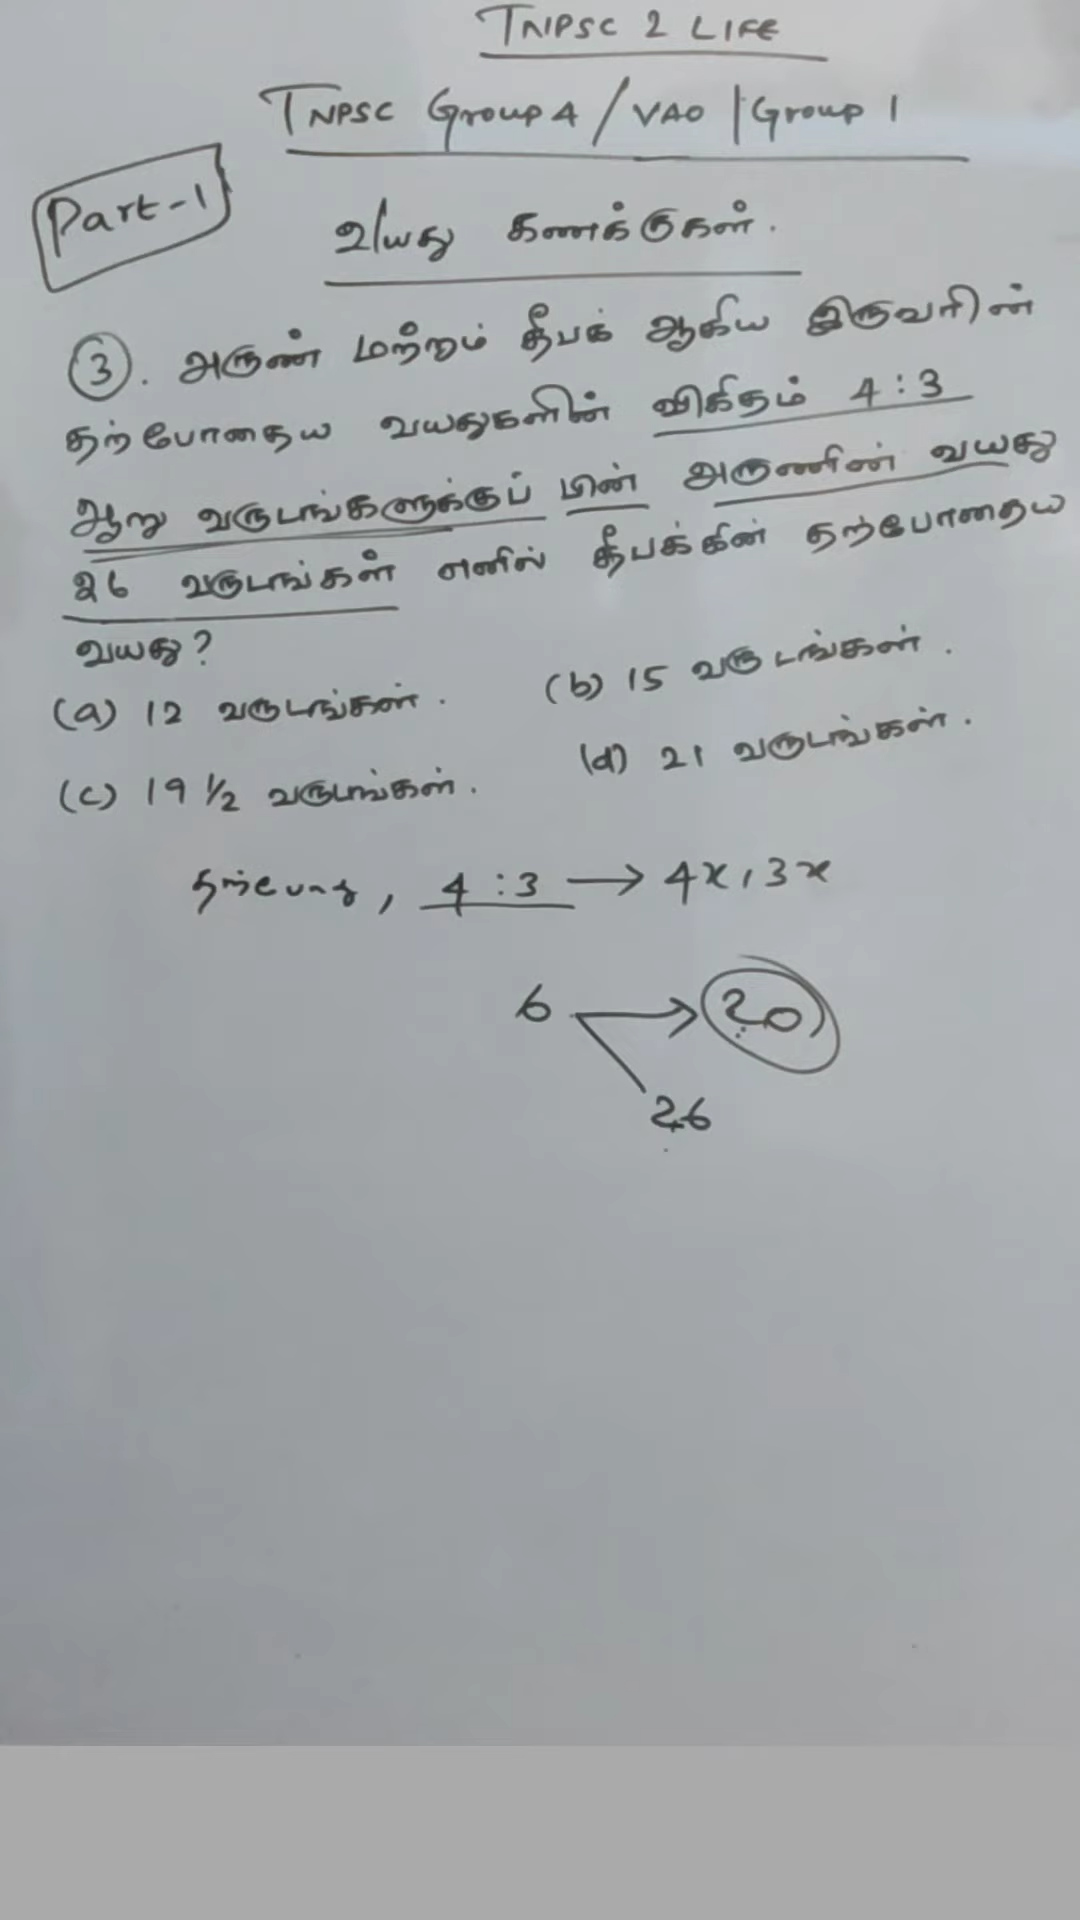 TNPSC 2 LIFE
TNPSC Group 4 / VAO | Group 1
Part-1
வயது கணக்குகள்.
3. அருண் மற்றும் தீபக் ஆகிய இருவரின்
தற்போதைய வயதுகளின் விகிதம் 4:3
ஆறு வருடங்களுக்குப் பின் அருணின் வயது
26 வருடங்கள் எனில் தீபக்கின் தற்போதைய
வயது?
(a) 12 வருடங்கள்.
(b) 15 வருடங்கள்.
(c) 19 1/2 வருடங்கள்.
(d) 21 வருடங்கள்.
தற்போது, 4:3 → 4x, 3x
6 → 20
26